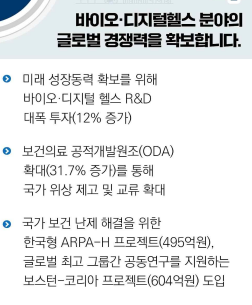 바이오·디지털헬스 분야의
글로벌 경쟁력을 확보합니다.
미래 성장동력 확보를 위해
바이오·디지털 헬스 R&D
대폭 투자(12% 증가)
보건의료 공적개발원조(ODA)
확대(31.7% 증가)를 통해
국가 위상 제고 및 교류 확대
국가 보건 난제 해결을 위한
한국형 ARPA-H 프로젝트(495억원),
글로벌 최고 그룹간 공동연구를 지원하는
보스턴-코리아 프로젝트(604억원) 도입